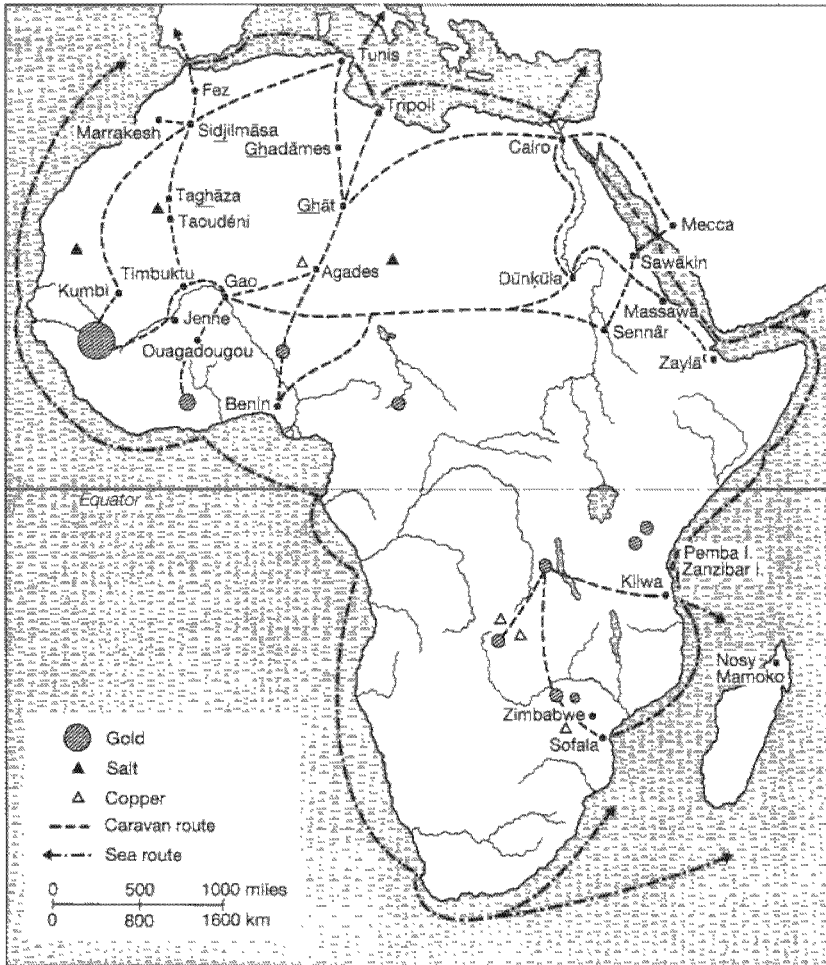 Tunis
Fez
Tripoli
Marrakesh
Sidjilmāsa
Ghadāmes
Cairo
Taghāza
Ghāt
Taoudéni
Mecca
Agades
Sawākin
Timbuktu
Gao
Dūnkūla
Kumbi
Massawa
Jenne
Sennār
Ouagadougou
Zaylā'
Benin
Equator
Pemba I.
Zanzibar I.
Kilwa
Nosy
Mamoko
Zimbabwe
Sofala
Gold
Salt
Copper
Caravan route
Sea route
0 500 1000 miles
0 800 1600 km